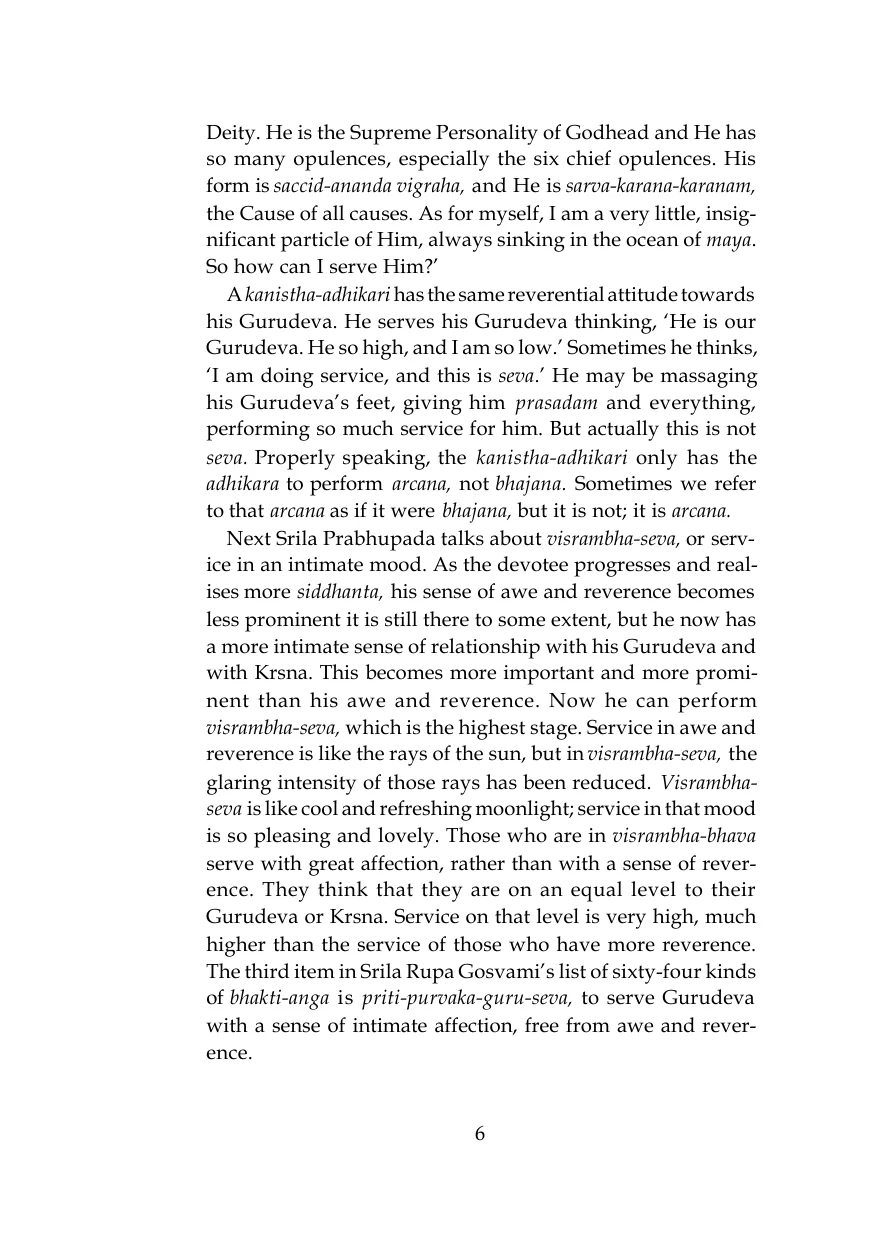 Deity. He is the Supreme Personality of Godhead and He has
so many opulences, especially the six chief opulences. His
form is saccid-ananda vigraha, and He is sarva-karana-karanam,
the Cause of all causes. As for myself, I am a very little, insig-
nificant particle of Him, always sinking in the ocean of maya.
So how can I serve Him?’
A kanistha-adhikari has the same reverential attitude towards
his Gurudeva. He serves his Gurudeva thinking, ‘He is our
Gurudeva. He so high, and I am so low.’ Sometimes he thinks,
‘I am doing service, and this is seva.’ He may be massaging
his Gurudeva’s feet, giving him prasadam and everything,
performing so much service for him. But actually this is not
seva. Properly speaking, the kanistha-adhikari only has the
adhikara to perform arcana, not bhajana. Sometimes we refer
to that arcana as if it were bhajana, but it is not; it is arcana.
Next Srila Prabhupada talks about visrambha-seva, or serv-
ice in an intimate mood. As the devotee progresses and real-
ises more siddhanta, his sense of awe and reverence becomes
less prominent it is still there to some extent, but he now has
a more intimate sense of relationship with his Gurudeva and
with Krsna. This becomes more important and more promi-
nent than his awe and reverence. Now he can perform
visrambha-seva, which is the highest stage. Service in awe and
reverence is like the rays of the sun, but in visrambha-seva, the
glaring intensity of those rays has been reduced. Visrambha-
seva is like cool and refreshing moonlight; service in that mood
is so pleasing and lovely. Those who are in visrambha-bhava
serve with great affection, rather than with a sense of rever-
ence. They think that they are on an equal level to their
Gurudeva or Krsna. Service on that level is very high, much
higher than the service of those who have more reverence.
The third item in Srila Rupa Gosvami’s list of sixty-four kinds
of bhakti-anga is priti-purvaka-guru-seva, to serve Gurudeva
with a sense of intimate affection, free from awe and rever-
ence.
6